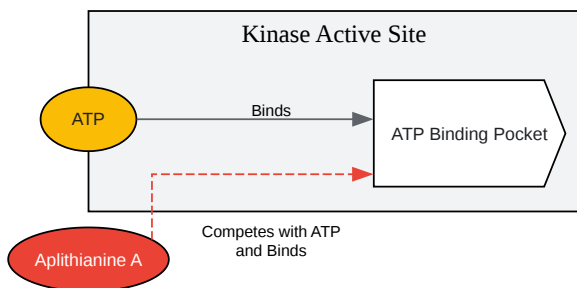 Kinase Active Site
ATP
Binds
ATP Binding Pocket
Competes with ATP
and Binds
Aplithianine A